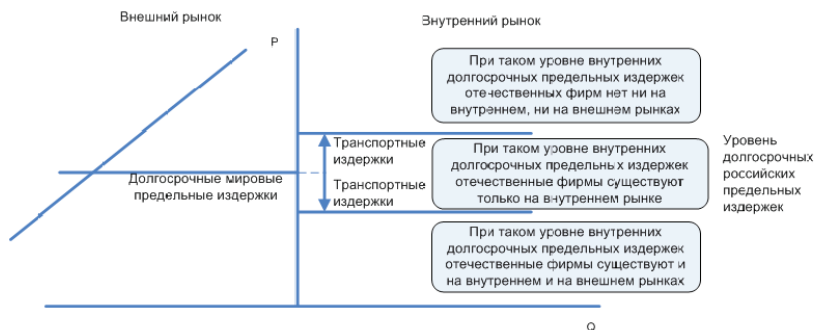 Внешний рынок
P
Внутренний рынок
При таком уровне внутренних
долгосрочных предельных издержек
отечественных фирм нет ни на
внутреннем, ни на внешнем рынках
Транспортные
издержки
При таком уровне внутренних
долгосрочных предельных издержек
отечественные фирмы существуют
только на внутреннем рынке
Уровень
долгосрочных
российских
предельных
издержек
Долгосрочные мировые
предельные издержки
Транспортные
издержки
При таком уровне внутренних
долгосрочных предельных издержек
отечественные фирмы существуют и
на внутреннем и на внешнем рынках
Q